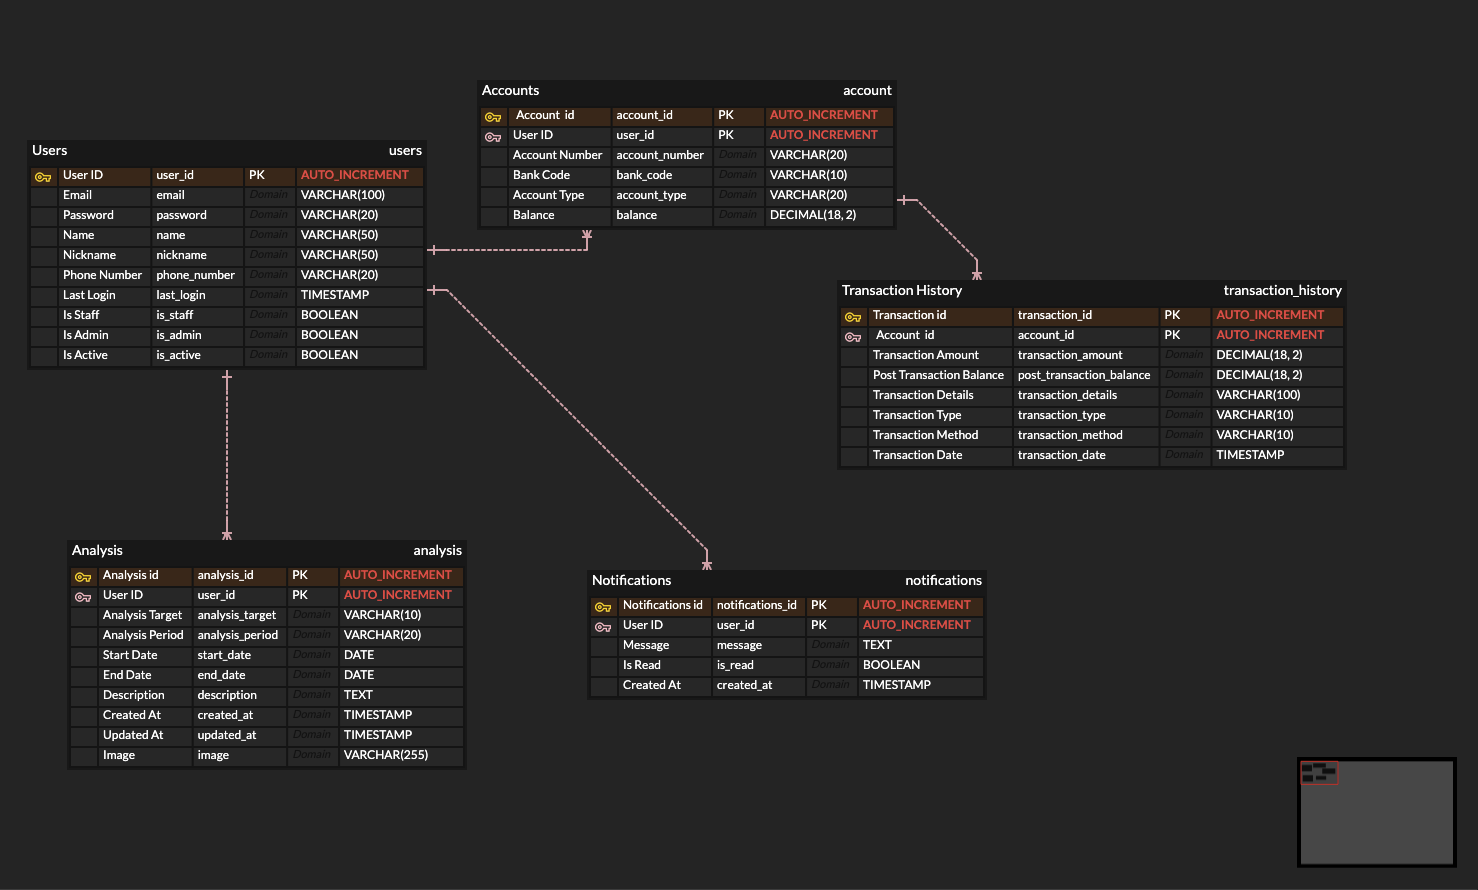 Users users
User ID user_id PK AUTO_INCREMENT
Email email Domain VARCHAR(100)
Password password Domain VARCHAR(20)
Name name Domain VARCHAR(50)
Nickname nickname Domain VARCHAR(50)
Phone Number phone_number Domain VARCHAR(20)
Last Login last_login Domain TIMESTAMP
Is Staff is_staff Domain BOOLEAN
Is Admin is_admin Domain BOOLEAN
Is Active is_active Domain BOOLEAN
Accounts account
Account id account_id PK AUTO_INCREMENT
User ID user_id PK AUTO_INCREMENT
Account Number account_number Domain VARCHAR(20)
Bank Code bank_code Domain VARCHAR(10)
Account Type account_type Domain VARCHAR(20)
Balance balance Domain DECIMAL(18, 2)
Transaction History transaction_history
Transaction id transaction_id PK AUTO_INCREMENT
Account id account_id PK AUTO_INCREMENT
Transaction Amount transaction_amount Domain DECIMAL(18, 2)
Post Transaction Balance post_transaction_balance Domain DECIMAL(18, 2)
Transaction Details transaction_details Domain VARCHAR(100)
Transaction Type transaction_type Domain VARCHAR(10)
Transaction Method transaction_method Domain VARCHAR(10)
Transaction Date transaction_date Domain TIMESTAMP
Analysis analysis
Analysis id analysis_id PK AUTO_INCREMENT
User ID user_id PK AUTO_INCREMENT
Analysis Target analysis_target Domain VARCHAR(10)
Analysis Period analysis_period Domain VARCHAR(20)
Start Date start_date Domain DATE
End Date end_date Domain DATE
Description description Domain TEXT
Created At created_at Domain TIMESTAMP
Updated At updated_at Domain TIMESTAMP
Image image Domain VARCHAR(255)
Notifications notifications
Notifications id notifications_id PK AUTO_INCREMENT
User ID user_id PK AUTO_INCREMENT
Message message Domain TEXT
Is Read is_read Domain BOOLEAN
Created At created_at Domain TIMESTAMP